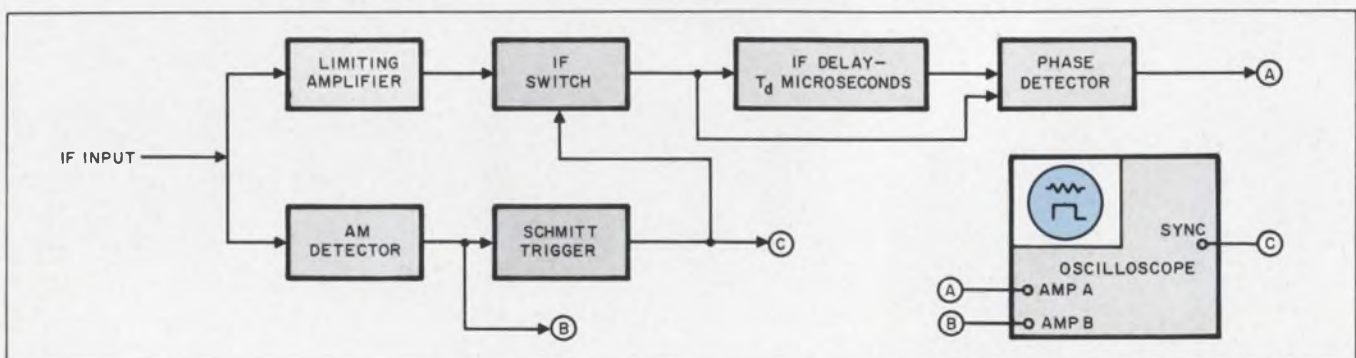 LIMITING
AMPLIFIER
IF
SWITCH
IF DELAY–
Td MICROSECONDS
PHASE
DETECTOR
A
IF INPUT
AM
DETECTOR
SCHMITT
TRIGGER
C
B
SYNC
C
OSCILLOSCOPE
A
AMP A
B
AMP B